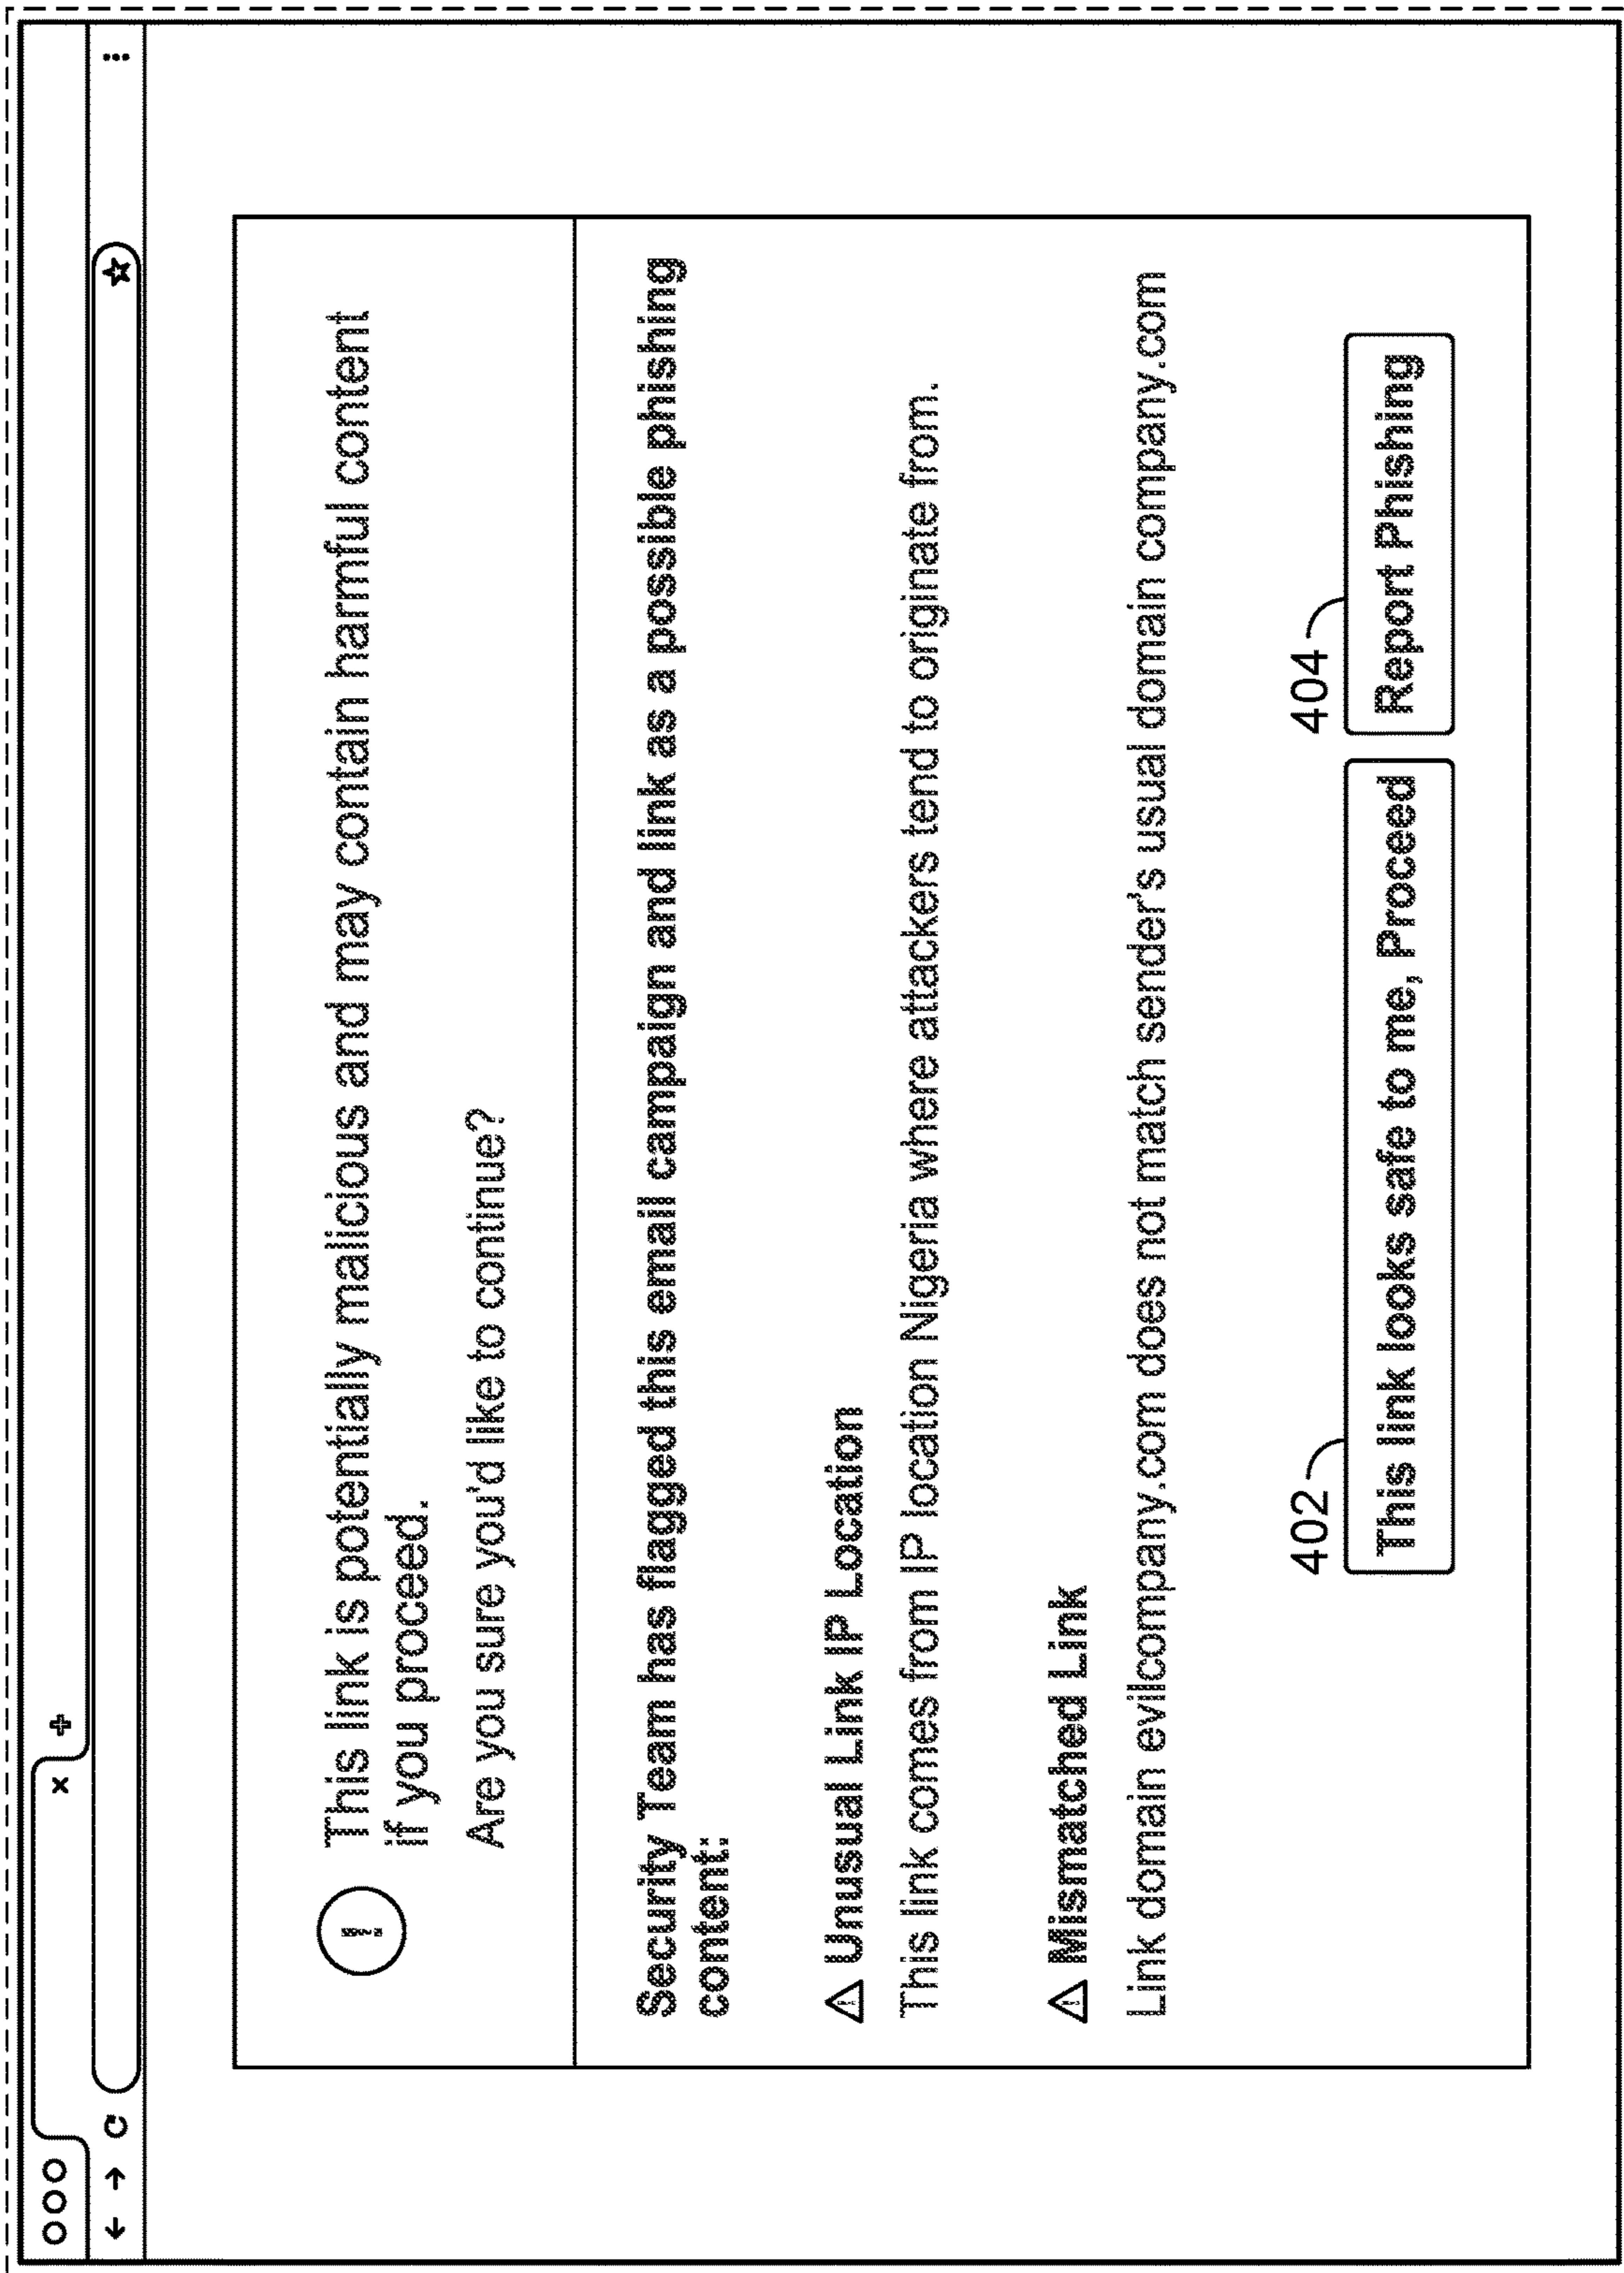 This link is potentially malicious and may contain harmful content
if you proceed.
Are you sure you'd like to continue?
Security Team has flagged this email campaign and link as a possible phishing
content:
Unusual Link IP Location
This link comes from IP location Nigeria where attackers tend to originate from.
Mismatched Link
Link domain evilcompany.com does not match sender's usual domain company.com
402
404
This link looks safe to me, Proceed
Report Phishing